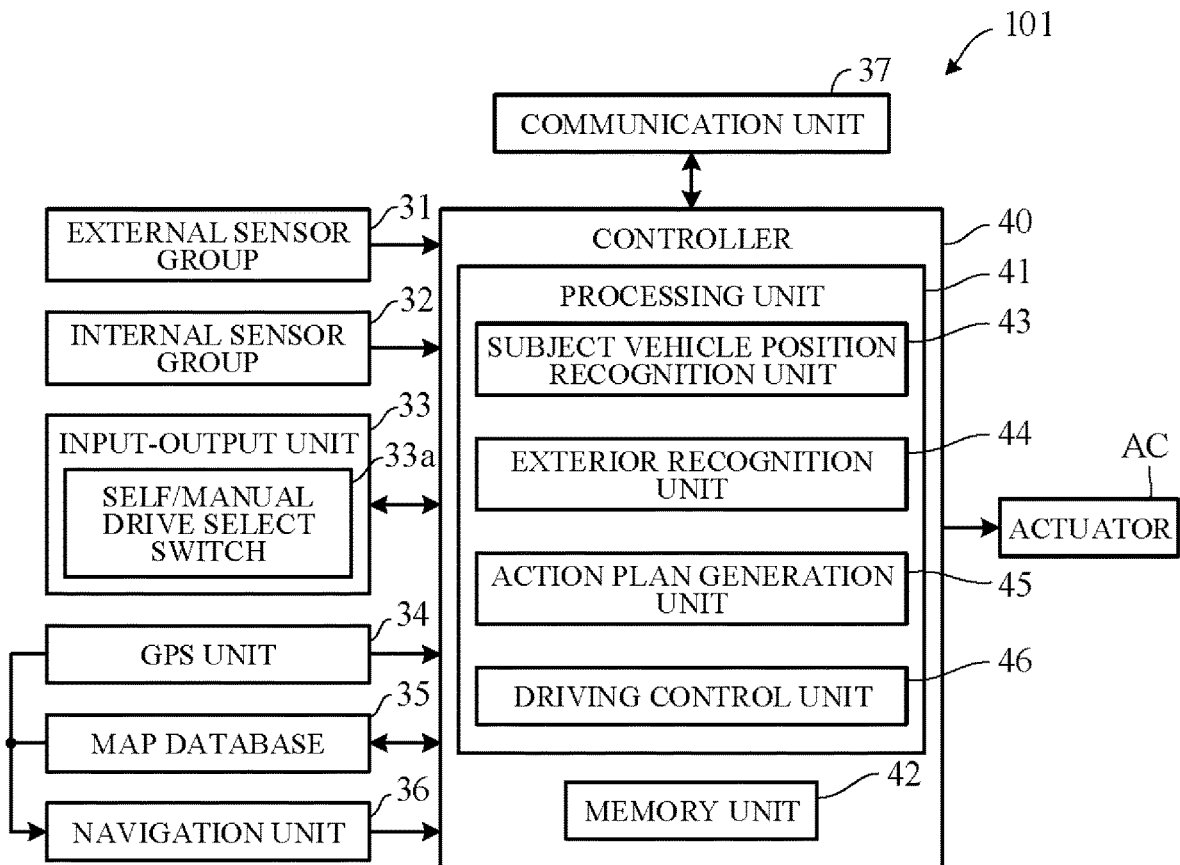 101
37
COMMUNICATION UNIT
31
EXTERNAL SENSOR
GROUP
32
INTERNAL SENSOR
GROUP
33
INPUT-OUTPUT UNIT
33a
SELF/MANUAL
DRIVE SELECT
SWITCH
34
GPS UNIT
35
MAP DATABASE
36
NAVIGATION UNIT
40
CONTROLLER
41
PROCESSING UNIT
43
SUBJECT VEHICLE POSITION
RECOGNITION UNIT
44
EXTERIOR RECOGNITION
UNIT
45
ACTION PLAN GENERATION
UNIT
46
DRIVING CONTROL UNIT
42
MEMORY UNIT
AC
ACTUATOR